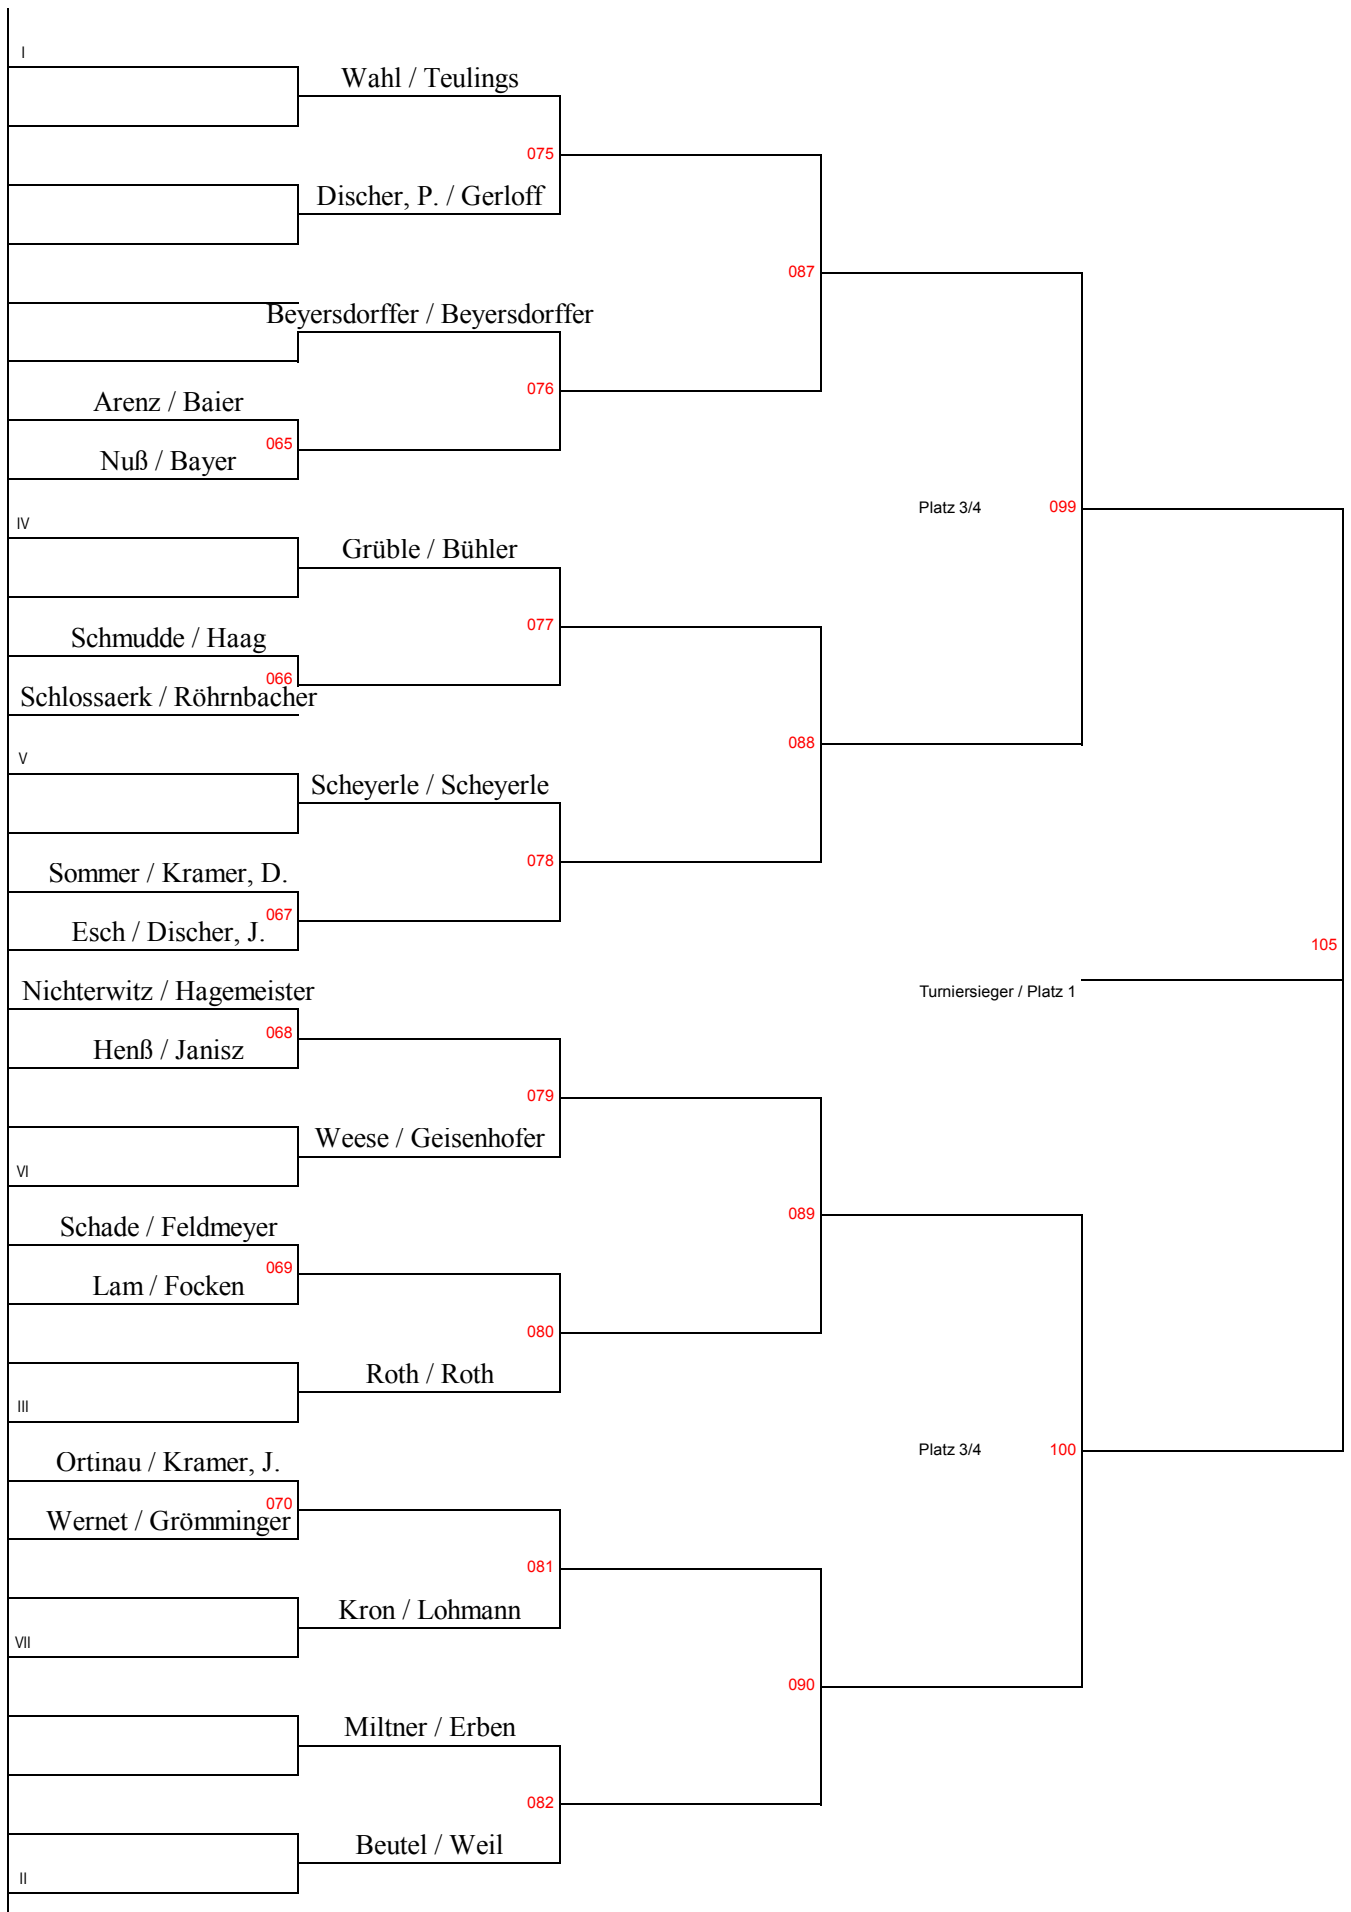 I
Wahl / Teulings
075
Discher, P. / Gerloff
087
Beyersdorffer / Beyersdorffer
076
Arenz / Baier
065
Nuß / Bayer
Platz 3/4
099
IV
Grüble / Bühler
077
Schmudde / Haag
066
Schlossaerk / Röhrnbacher
088
V
Scheyerle / Scheyerle
078
Sommer / Kramer, D.
067
Esch / Discher, J.
105
Nichterwitz / Hagemeister
Turniersieger / Platz 1
068
Henß / Janisz
079
Weese / Geisenhofer
VI
089
Schade / Feldmeyer
069
Lam / Focken
080
Roth / Roth
III
Platz 3/4
100
Ortinau / Kramer, J.
070
Wernet / Grömminger
081
Kron / Lohmann
VII
090
Miltner / Erben
082
Beutel / Weil
II